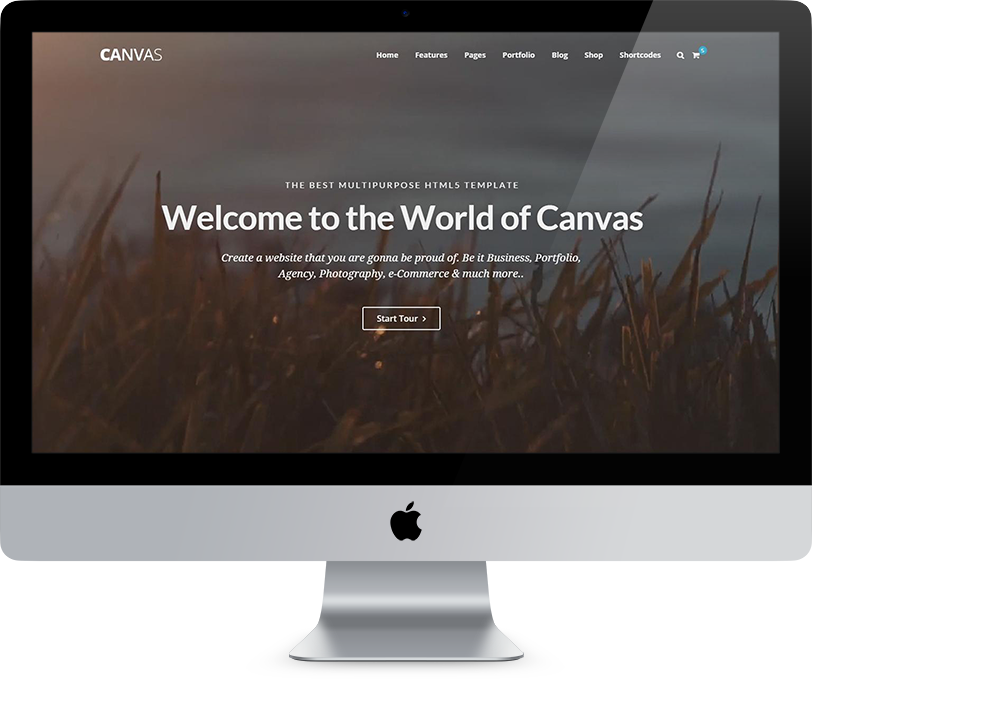 CANVAS
Home Features Pages Portfolio Blog Shop Shortcodes
5
THE BEST MULTIPURPOSE HTML5 TEMPLATE
Welcome to the World of Canvas
Create a website that you are gonna be proud of. Be it Business, Portfolio,
Agency, Photography, e-Commerce & much more..
Start Tour